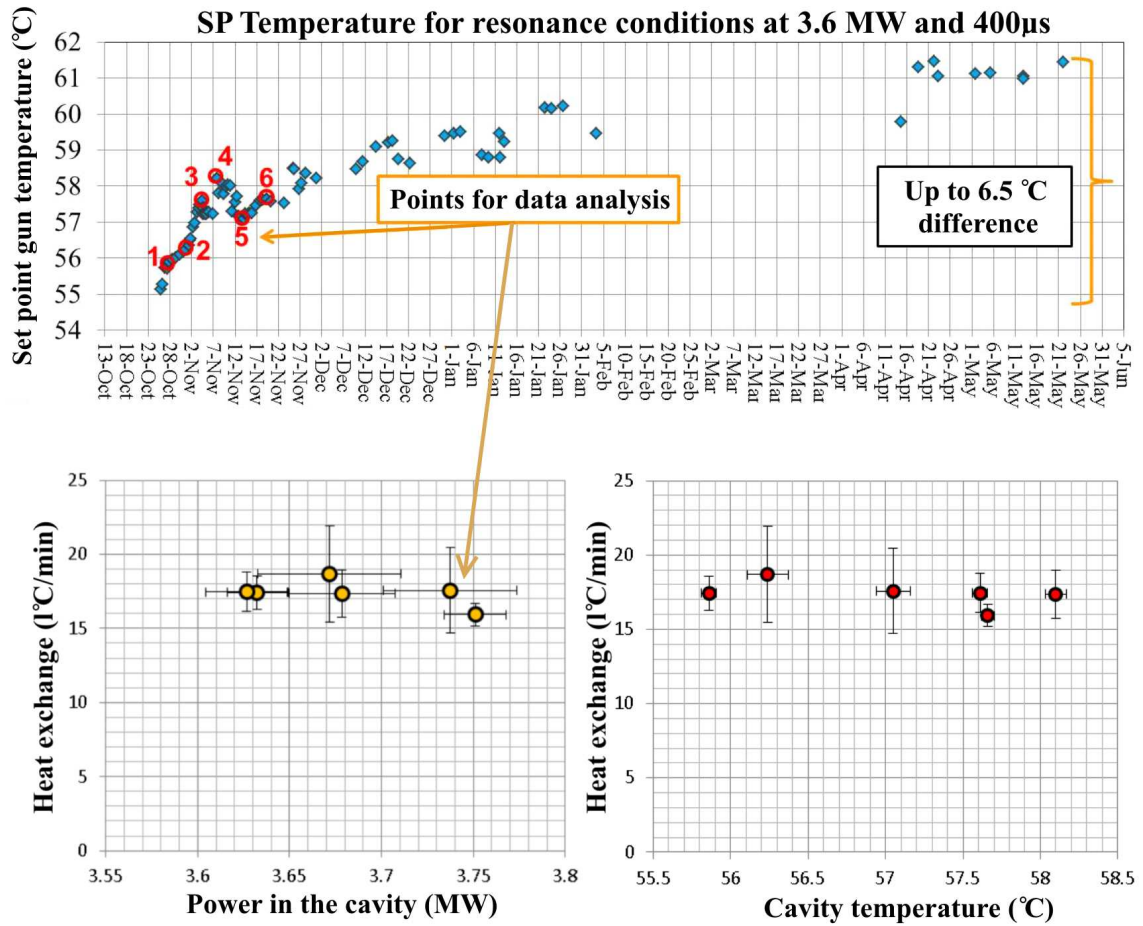 SP Temperature for resonance conditions at 3.6 MW and 400μs
Set point gun temperature (℃)
62
61
60
59
58
57
56
55
54
1
2
3
4
5
6
Points for data analysis
Up to 6.5 ℃
difference
13-Oct
18-Oct
23-Oct
28-Oct
2-Nov
7-Nov
12-Nov
17-Nov
22-Nov
2-Dec
7-Dec
12-Dec
17-Dec
22-Dec
27-Dec
1-Jan
6-Jan
11-Jan
16-Jan
21-Jan
26-Jan
5-Feb
10-Feb
15-Feb
20-Feb
25-Feb
2-Mar
7-Mar
12-Mar
17-Mar
22-Mar
27-Mar
1-Apr
6-Apr
11-Apr
16-Apr
21-Apr
26-Apr
1-May
6-May
11-May
16-May
21-May
26-May
31-May
5-Jun
Heat exchange (l℃/min)
25
20
15
10
5
0
3.55
3.6
3.65
3.7
3.75
3.8
Power in the cavity (MW)
Heat exchange (l℃/min)
25
20
15
10
5
0
55.5
56
56.5
57
57.5
58
58.5
Cavity temperature (℃)